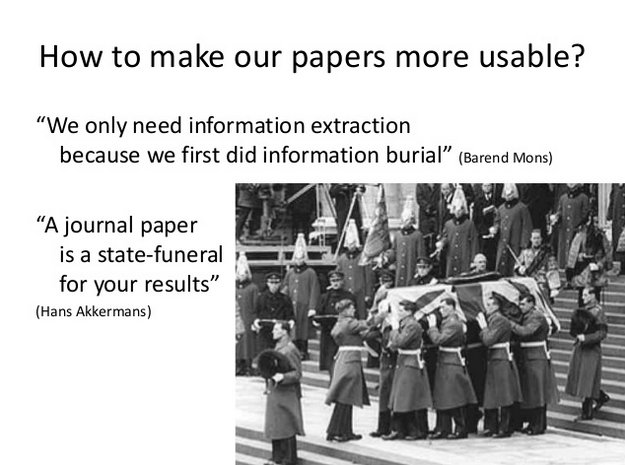 How to make our papers more usable?
“We only need information extraction
because we first did information burial” (Barend Mons)
“A journal paper
is a state-funeral
for your results”
(Hans Akkermans)